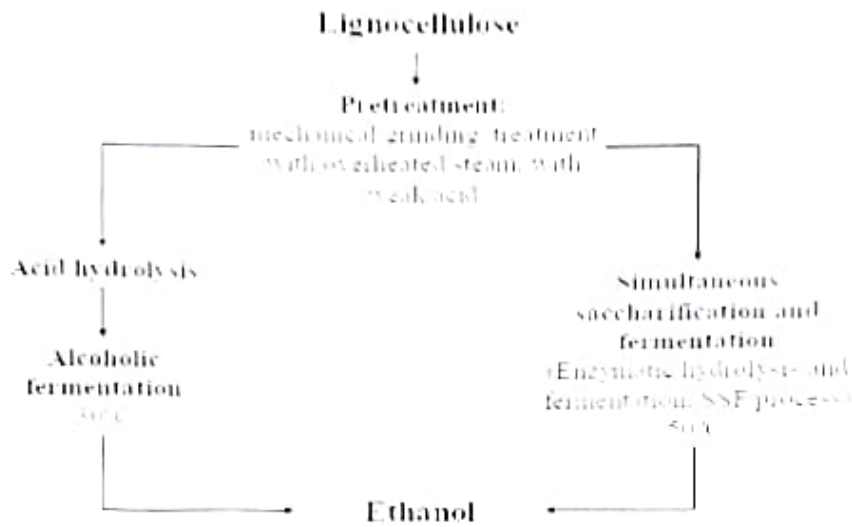 Lignocellulose
Pretreatment:
mechanical grinding, treatment
with overheated steam, with
weak acid
Acid hydrolysis
Alcoholic
fermentation
Simultaneous
saccharification and
fermentation
(Enzymatic hydrolysis and
fermentation, SSF process)
Ethanol